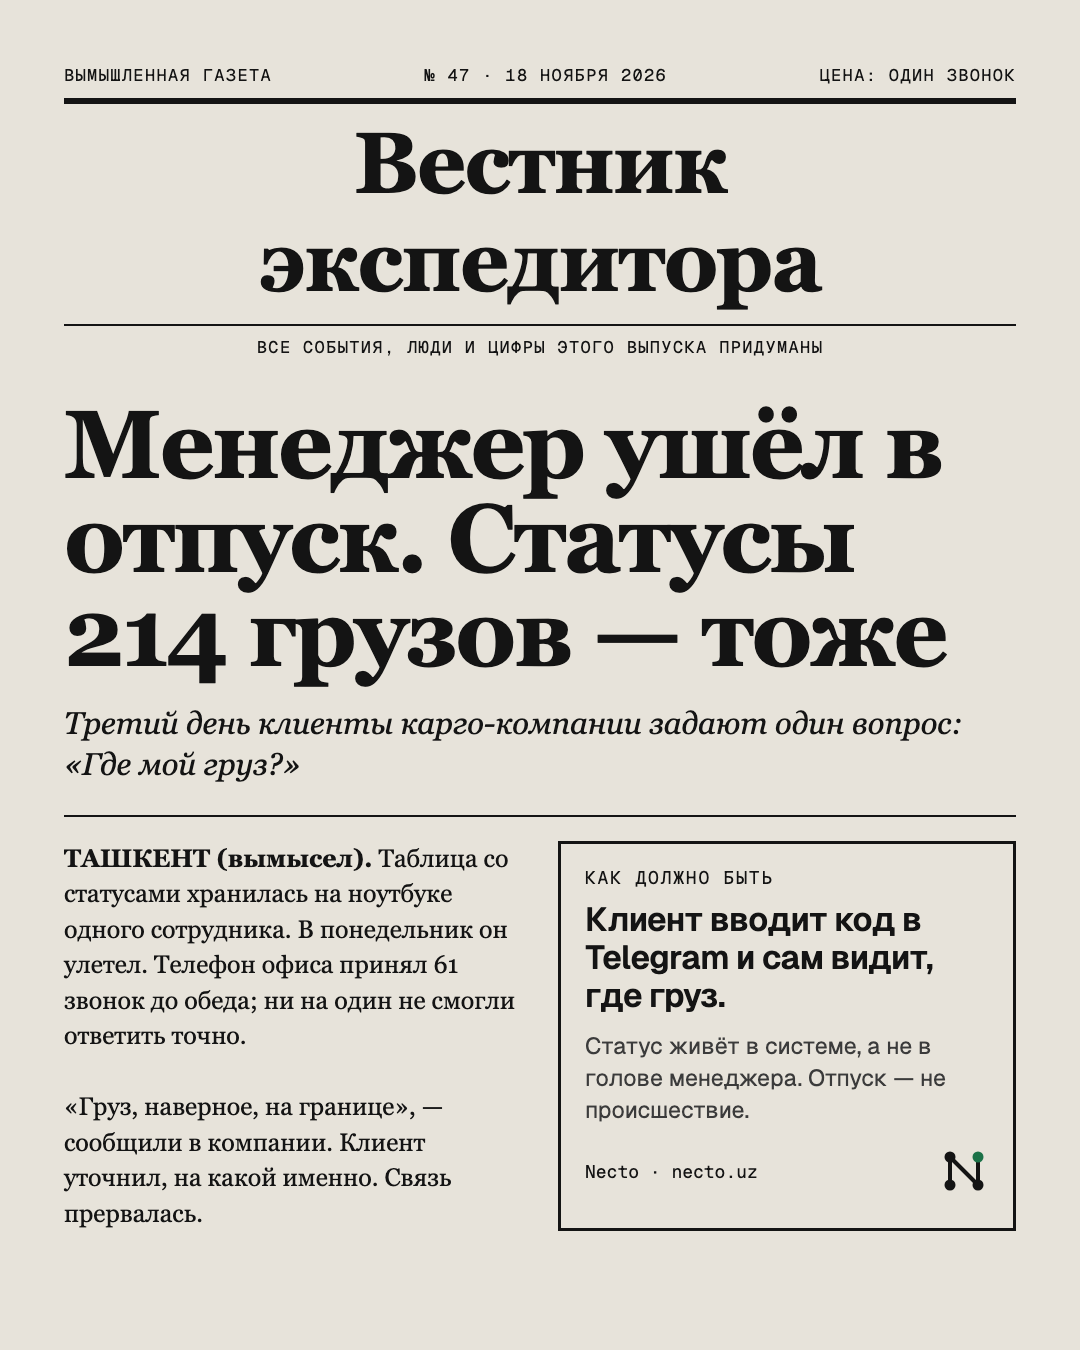 ВЫМЫШЛЕННАЯ ГАЗЕТА
№ 47 · 18 НОЯБРЯ 2026
ЦЕНА: ОДИН ЗВОНОК
Вестник
экспедитора
ВСЕ СОБЫТИЯ, ЛЮДИ И ЦИФРЫ ЭТОГО ВЫПУСКА ПРИДУМАНЫ
Менеджер ушёл в
отпуск. Статусы
214 грузов — тоже
Третий день клиенты карго-компании задают один вопрос:
«Где мой груз?»
ТАШКЕНТ (вымысел). Таблица со
статусами хранилась на ноутбуке
одного сотрудника. В понедельник он
улетел. Телефон офиса принял 61
звонок до обеда; ни на один не смогли
ответить точно.
«Груз, наверное, на границе», —
сообщили в компании. Клиент
уточнил, на какой именно. Связь
прервалась.
КАК ДОЛЖНО БЫТЬ
Клиент вводит код в
Telegram и сам видит,
где груз.
Статус живёт в системе, а не в
голове менеджера. Отпуск — не
происшествие.
Necto · necto.uz